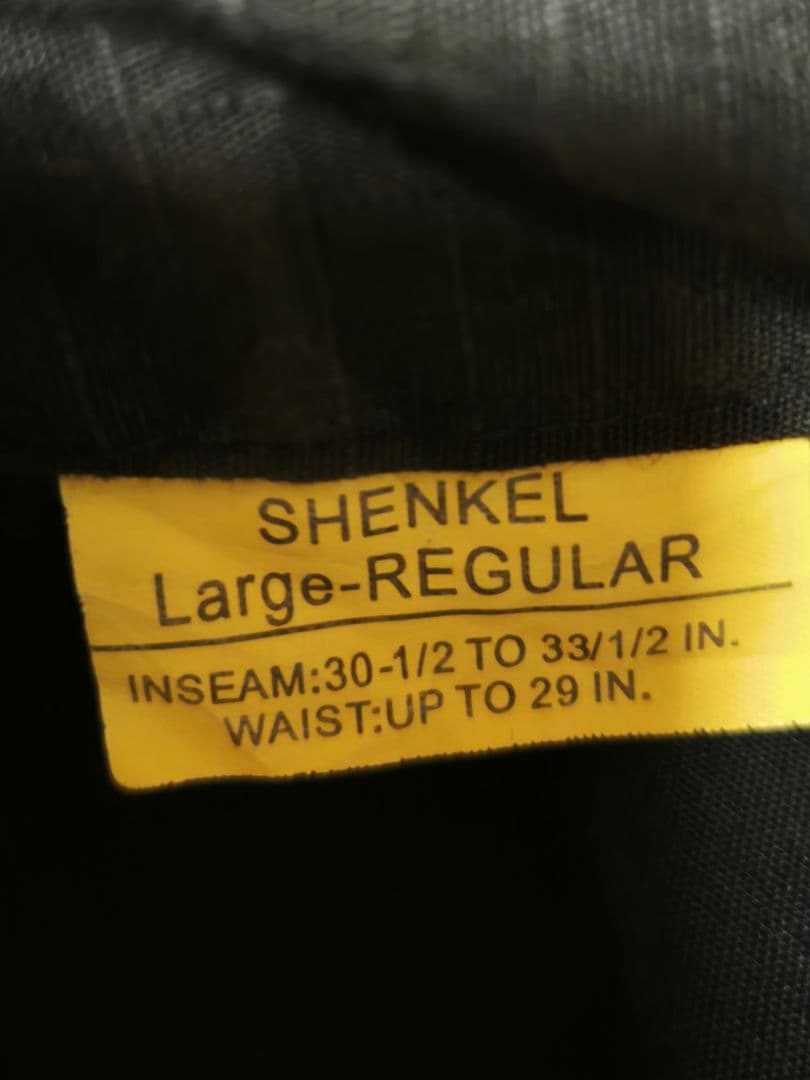 SHENKEL
Large-REGULAR
INSEAM:30-1/2 TO 33/1/2 IN.
WAIST:UP TO 29 IN.